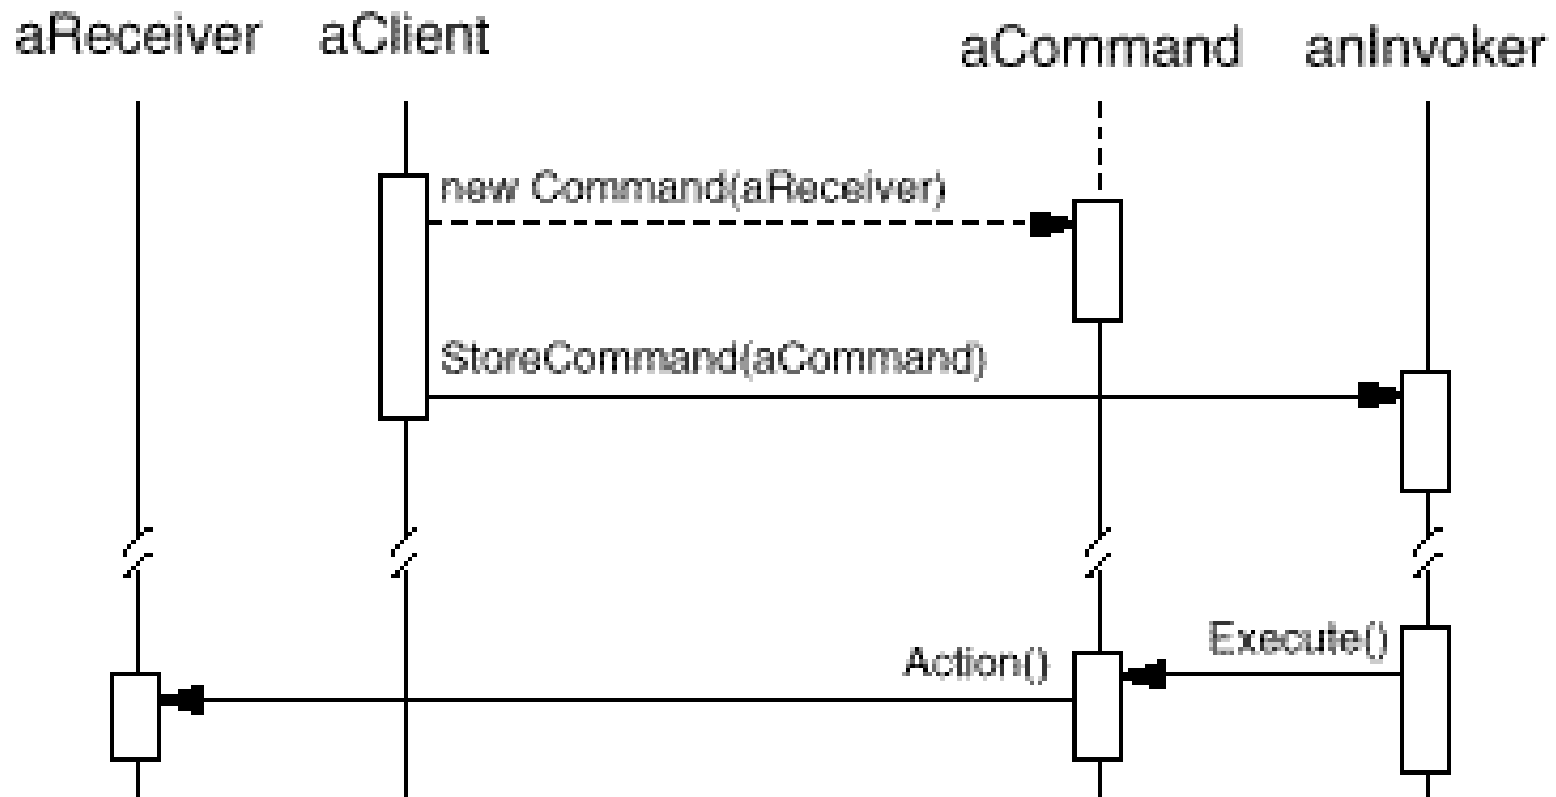 aReceiver aClient aCommand anInvoker
new Command(aReceiver)
StoreCommand(aCommand)
Execute()
Action()